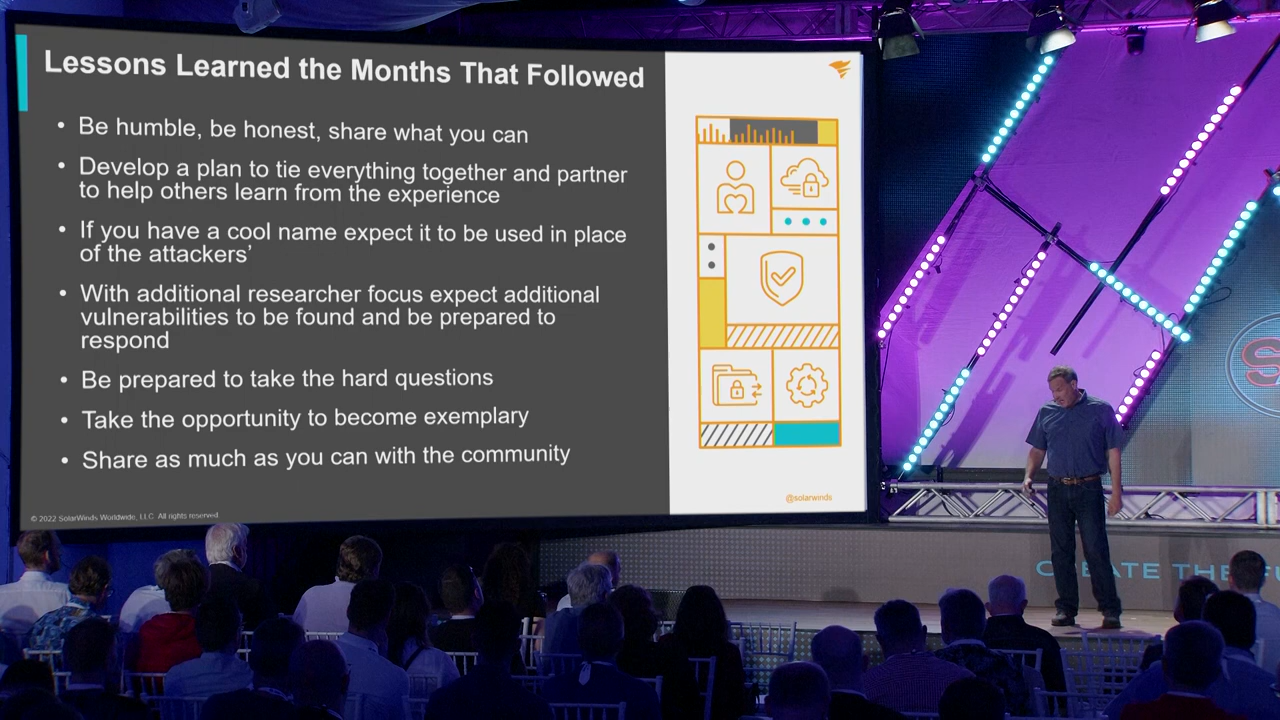 Lessons Learned the Months That Followed
• Be humble, be honest, share what you can
• Develop a plan to tie everything together and partner
to help others learn from the experience
• If you have a cool name expect it to be used in place
of the attackers’
• With additional researcher focus expect additional
vulnerabilities to be found and be prepared to
respond
• Be prepared to take the hard questions
• Take the opportunity to become exemplary
• Share as much as you can with the community
@solarwinds
© 2022 SolarWinds Worldwide, LLC. All rights reserved.
S
CREATE THE FU